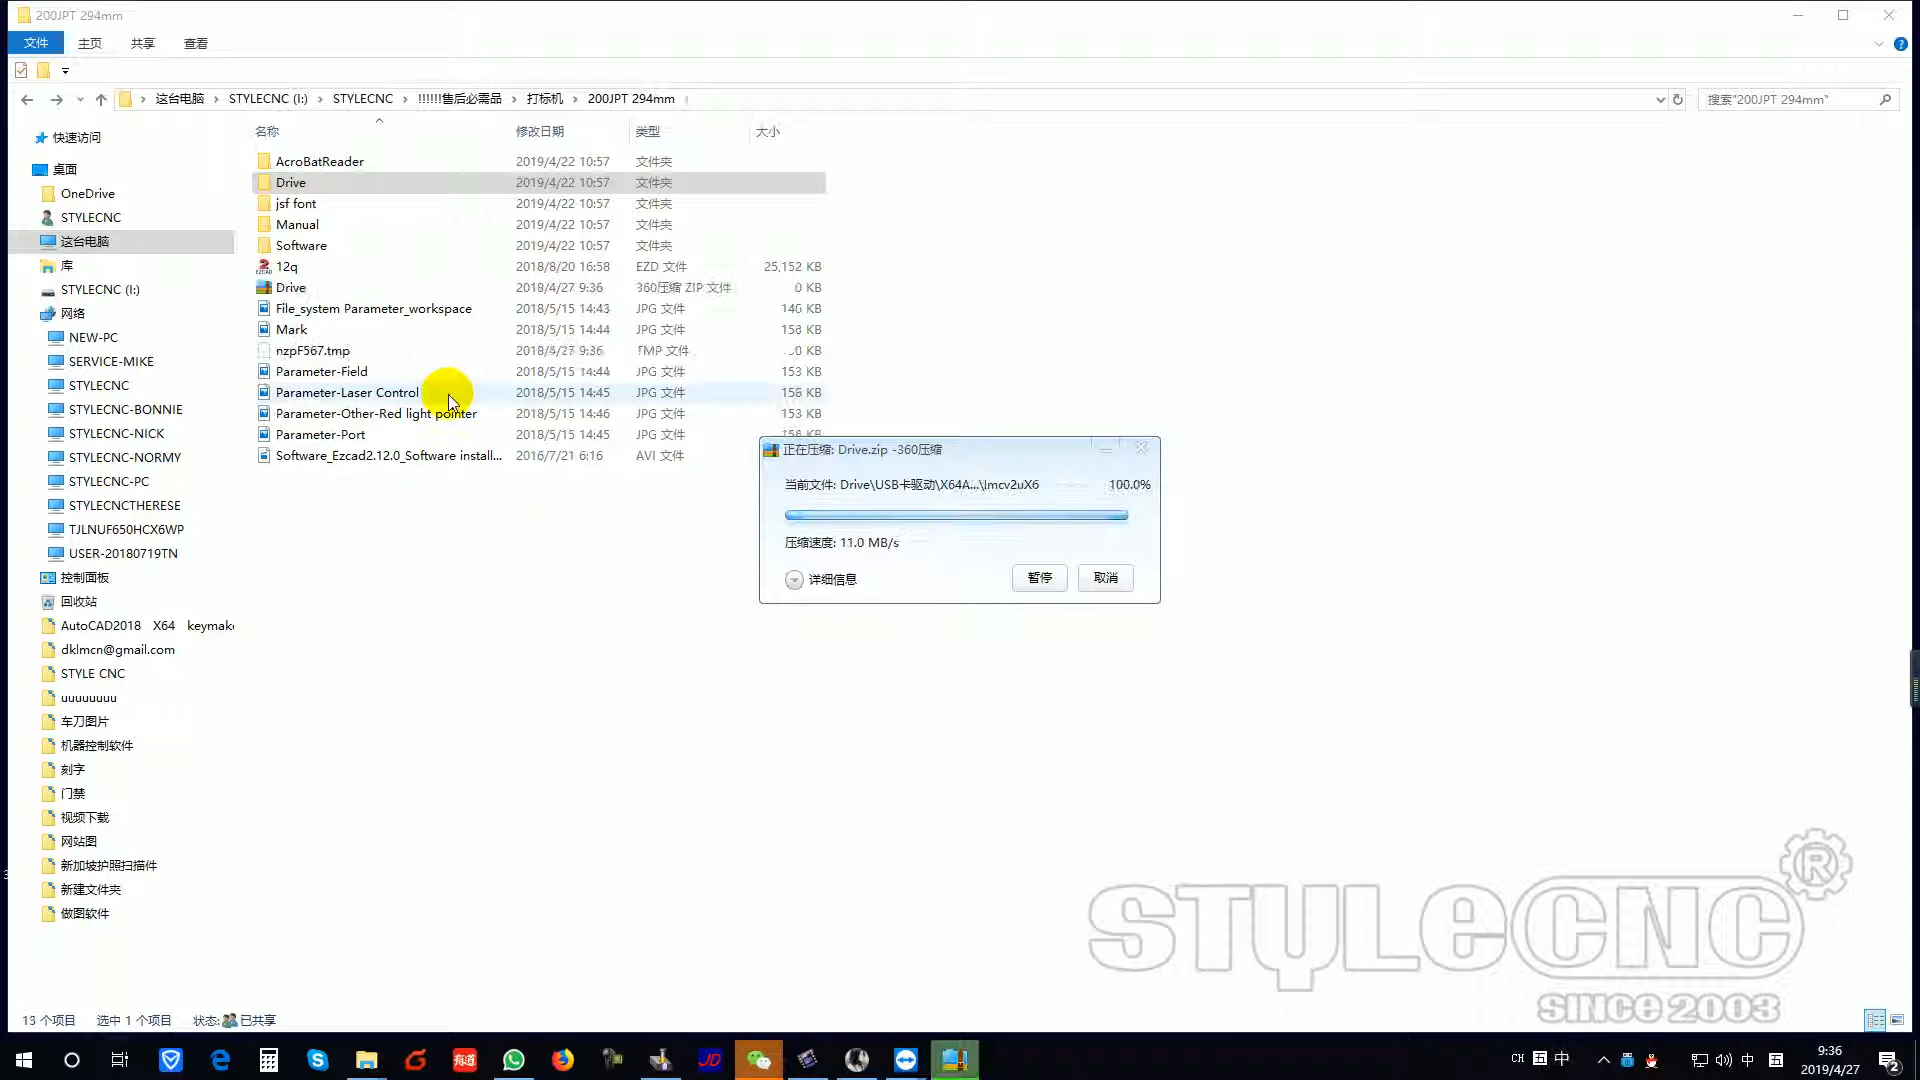 200JPT 294mm
文件 主页 共享 查看
这台电脑 › STYLECNC (I:) › STYLECNC › !!!!!!售后必需品 › 打标机 › 200JPT 294mm
搜索"200JPT 294mm"
名称 修改日期 类型 大小
AcroBatReader 2019/4/22 10:57 文件夹
Drive 2019/4/22 10:57 文件夹
jsf font 2019/4/22 10:57 文件夹
Manual 2019/4/22 10:57 文件夹
Software 2019/4/22 10:57 文件夹
12q 2018/8/20 16:58 EZD 文件 25,152 KB
Drive 2018/4/27 9:36 360压缩 ZIP 文件 0 KB
File_system Parameter_workspace 2018/5/15 14:43 JPG 文件 146 KB
Mark 2018/5/15 14:44 JPG 文件 158 KB
nzpF567.tmp 2018/4/27 9:36 TMP 文件 KB
Parameter-Field 2018/5/15 14:44 JPG 文件 153 KB
Parameter-Laser Control 2018/5/15 14:45 JPG 文件 156 KB
Parameter-Other-Red light pointer 2018/5/15 14:46 JPG 文件 153 KB
Parameter-Port 2018/5/15 14:45 JPG 文件 156 KB
Software_Ezcad2.12.0_Software install... 2016/7/21 6:16 AVI 文件
快速访问
桌面
OneDrive
STYLECNC
这台电脑
库
STYLECNC (I:)
网络
NEW-PC
SERVICE-MIKE
STYLECNC
STYLECNC-BONNIE
STYLECNC-NICK
STYLECNC-NORMY
STYLECNC-PC
STYLECNCTHERESE
TJLNUF650HCX6WP
USER-20180719TN
控制面板
回收站
AutoCAD2018 X64 keymake
dklmcn@gmail.com
STYLE CNC
uuuuuuuu
车刀图片
机器控制软件
刻字
门禁
视频下载
网站图
新加坡护照扫描件
新建文件夹
做图软件
正在压缩: Drive.zip -360压缩
当前文件: Drive\USB卡驱动\X64A...\lmcv2uX6 100.0%
压缩速度: 11.0 MB/s
详细信息 暂停 取消
STYLECNC®
SINCE 2003
13 个项目 选中 1 个项目 状态: 已共享
有道 JD CH 五 中 中 五 9:36
2019/4/27 2